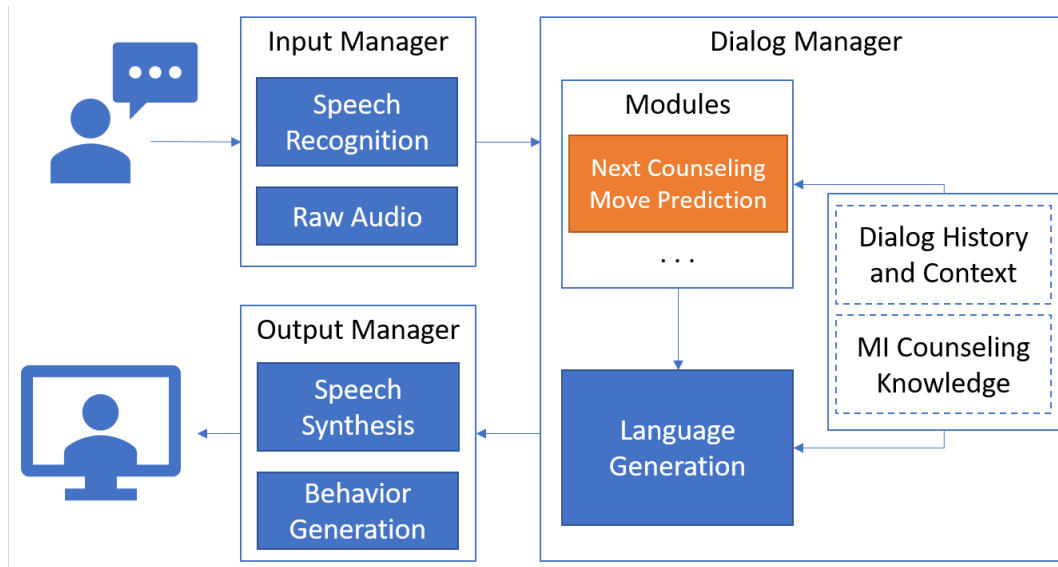 Input Manager
Speech
Recognition
Raw Audio
Dialog Manager
Modules
Next Counseling
Move Prediction
. . .
Dialog History
and Context
MI Counseling
Knowledge
Language
Generation
Output Manager
Speech
Synthesis
Behavior
Generation